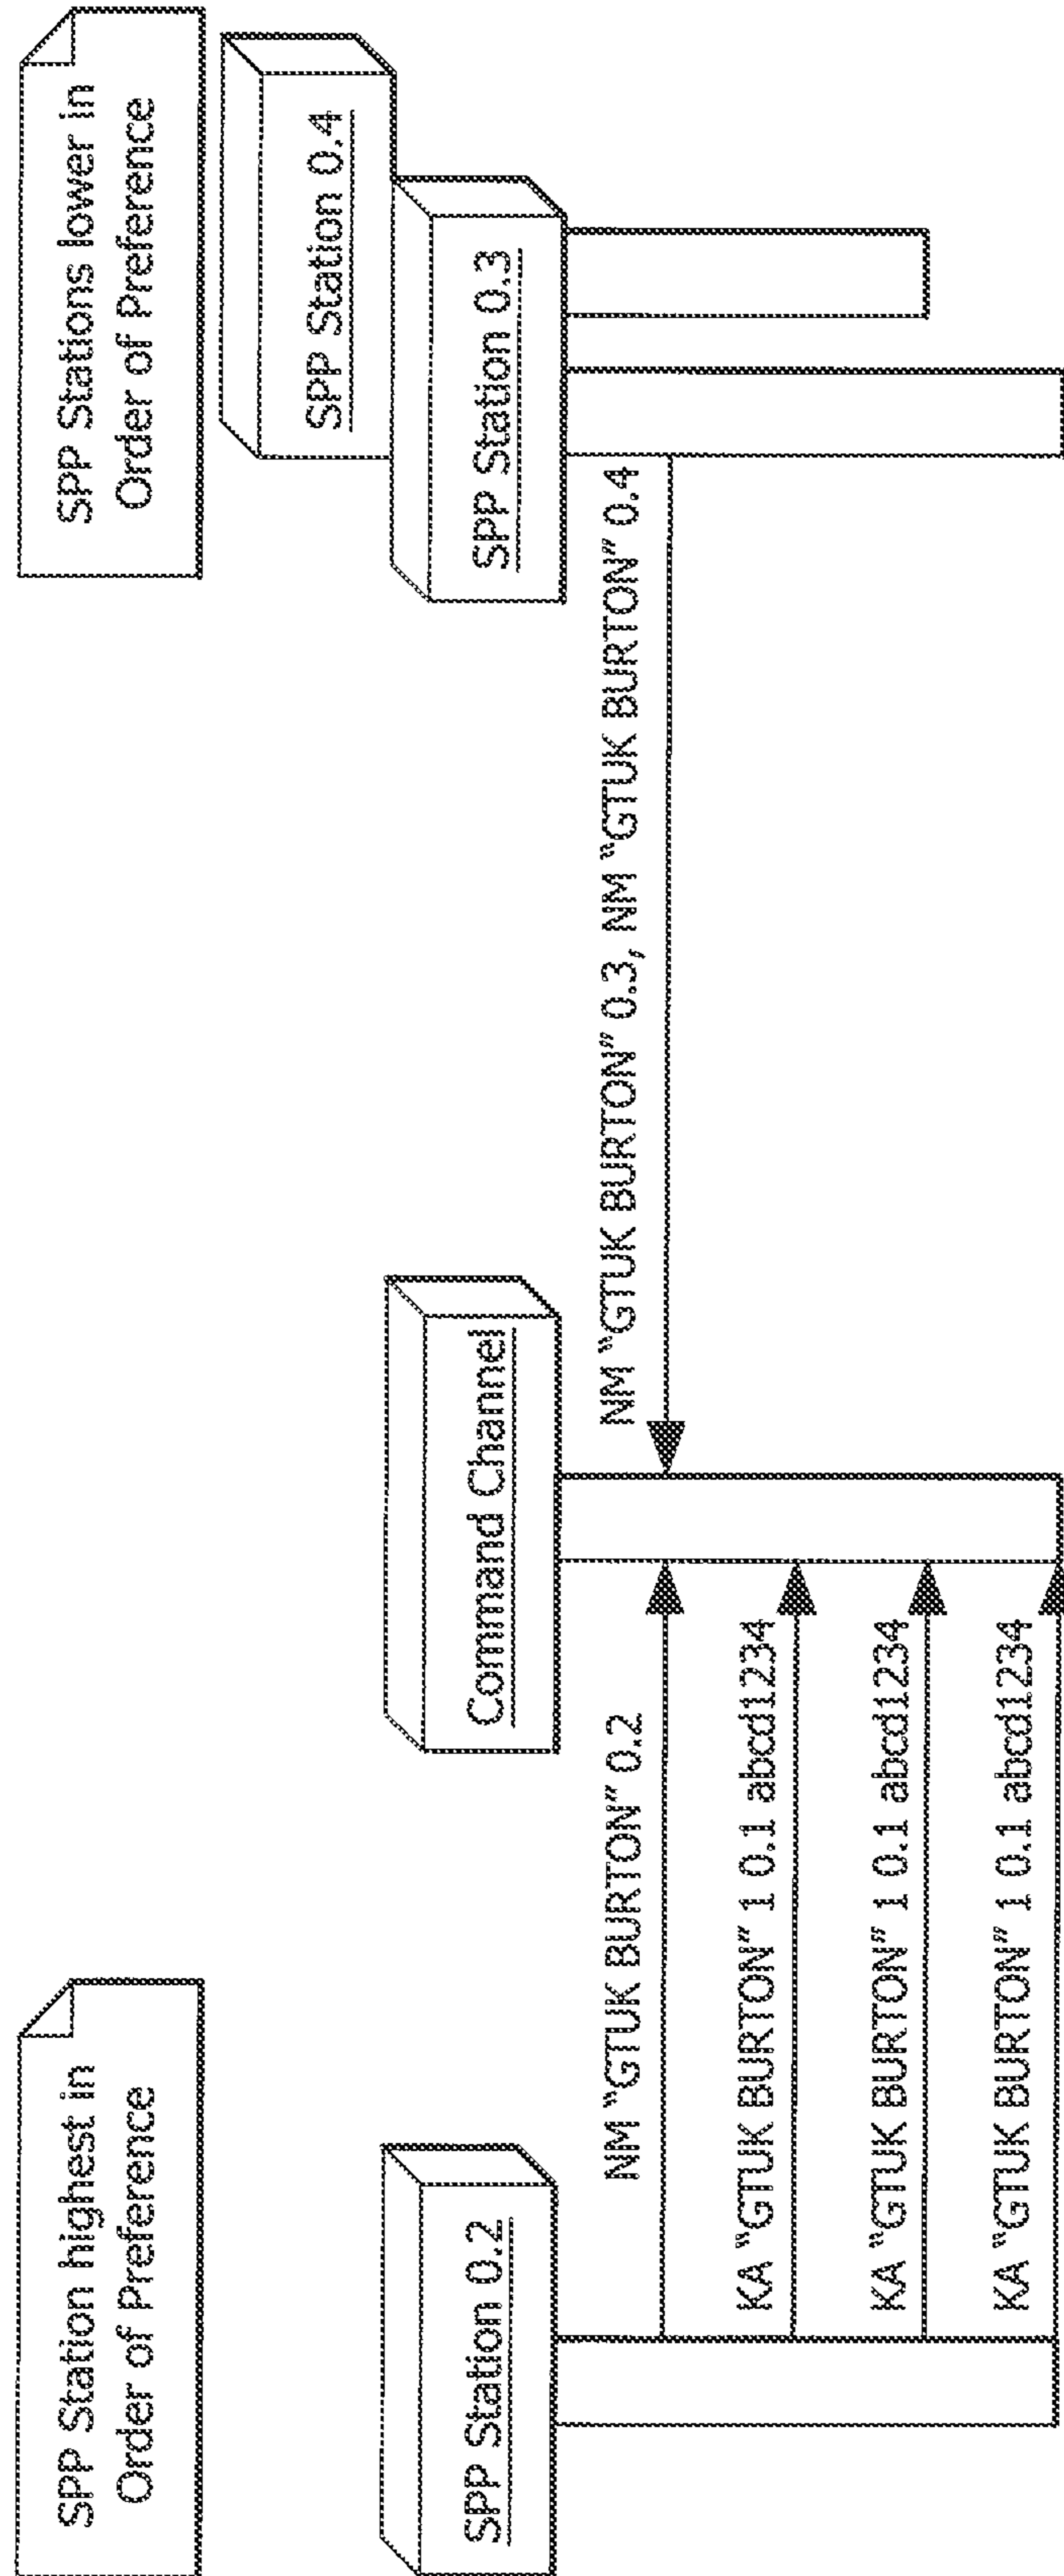 SPP Station highest in
Order of Preference
SPP Stations lower in
Order of Preference
SPP Station 0.2
Command Channel
SPP Station 0.4
SPP Station 0.3
NM “GTUK BURTON” 0.2
NM “GTUK BURTON” 0.3, NM “GTUK BURTON” 0.4
KA “GTUK BURTON” 1 0.1 abcd1234
KA “GTUK BURTON” 1 0.1 abcd1234
KA “GTUK BURTON” 1 0.1 abcd1234